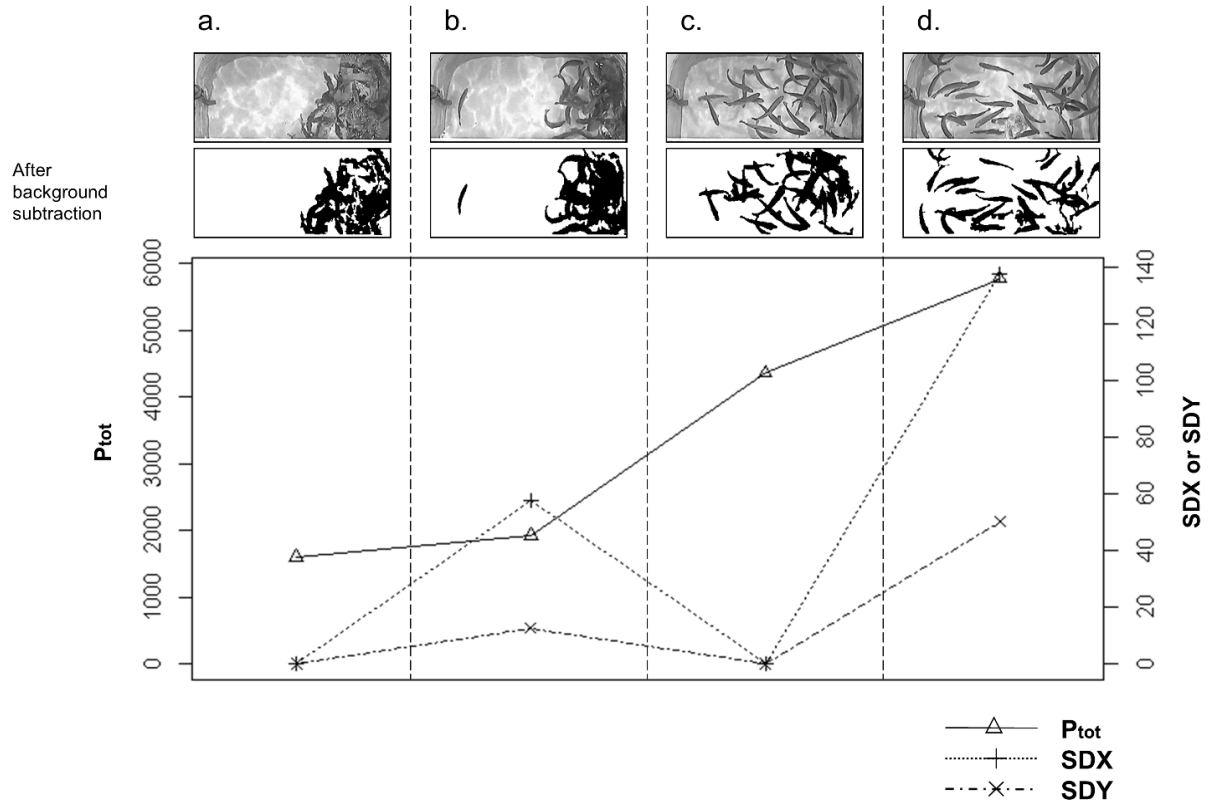 a.
b.
c.
d.
After
background
subtraction
6000
5000
4000
3000
2000
1000
0
Ptot
140
120
100
80
60
40
20
0
SDX or SDY
Ptot
SDX
SDY